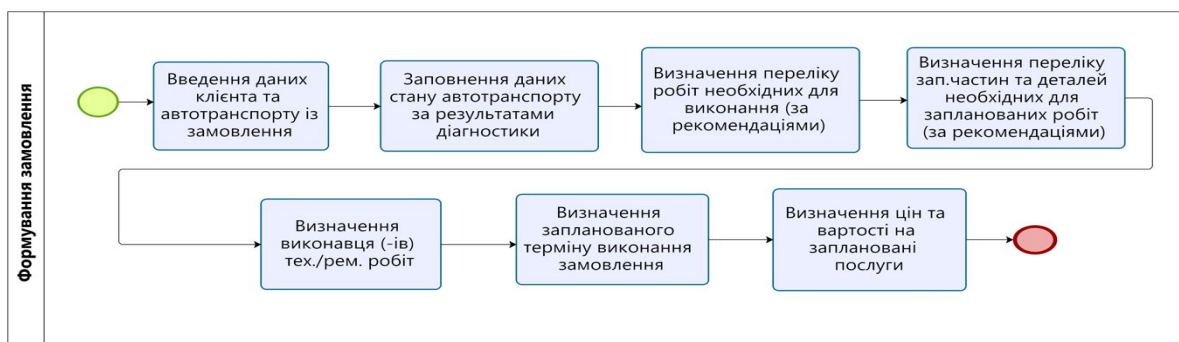 Формування замовлення
Введення даних
клієнта та
автотранспорту із
замовлення
Заповнення даних
стану автотранспорту
за результатами
діагностики
Визначення переліку
робіт необхідних для
виконання (за
рекомендаціями)
Визначення переліку
зап.частин та деталей
необхідних для
запланованих робіт
(за рекомендаціями)
Визначення
виконавця (-ів)
тех./рем. робіт
Визначення
запланованого
терміну виконання
замовлення
Визначення цін та
вартості на
заплановані
послуги